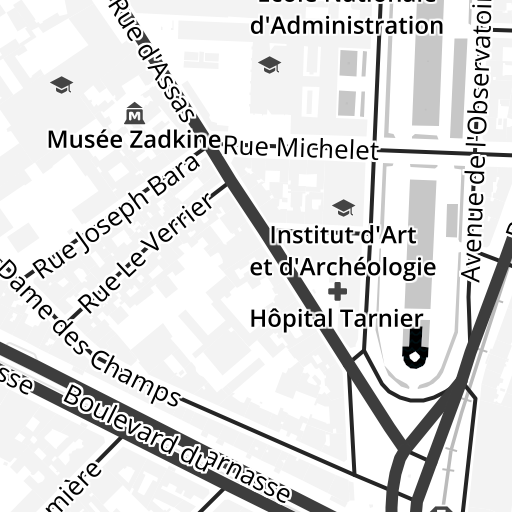 d'Administration
Rue d'Assas
Avenue de l'Observatoire
Musée Zadkine
Rue Michelet
Rue Joseph Bara
Rue Le Verrier
Institut d'Art
et d'Archéologie
Hôpital Tarnier
Dame des Champs
Boulevard du